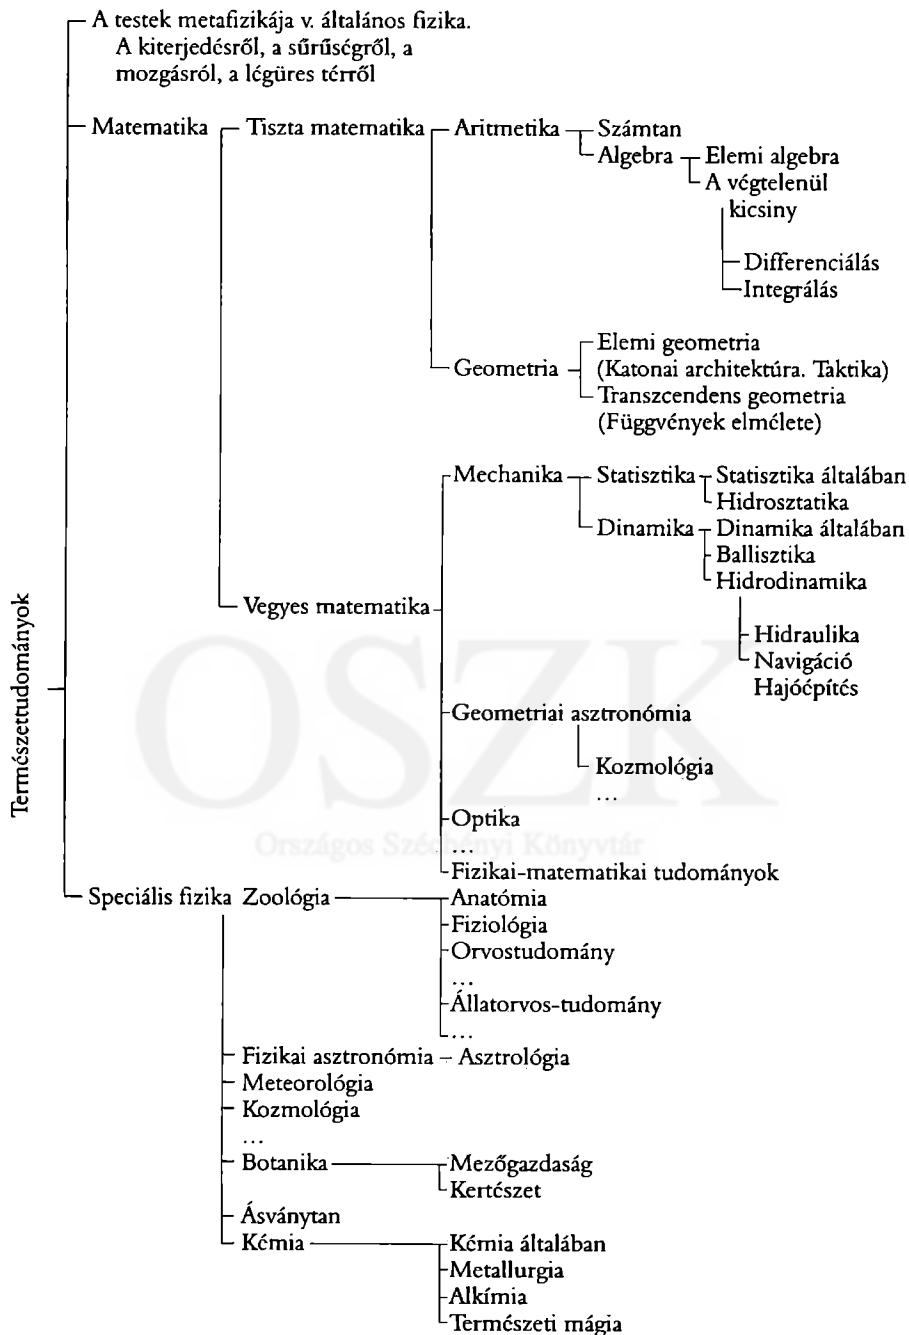 A testek metafizikája v. általános fizika.
A kiterjedésről, a sűrűségről, a
mozgásról, a légüres térről
Matematika
Tiszta matematika
Aritmetika
Számtan
Algebra
Elemi algebra
A végtelenül
kicsiny
Differenciálás
Integrálás
Geometria
Elemi geometria
(Katonai architektúra. Taktika)
Transzcendens geometria
(Függvények elmélete)
Vegyes matematika
Mechanika
Statisztika
Statisztika általában
Hidrosztatika
Dinamika
Dinamika általában
Ballisztika
Hidrodinamika
Hidraulika
Navigáció
Hajóépítés
Természettudományok
Geometriai asztronómia
Kozmológia
...
Optika
...
Fizikai-matematikai tudományok
OSZK
Országos Széchényi Könyvtár
Speciális fizika
Zoológia
Anatómia
Fiziológia
Orvostudomány
...
Állatorvos-tudomány
...
Fizikai asztronómia – Asztrológia
Meteorológia
Kozmológia
...
Botanika
Mezőgazdaság
Kertészet
Ásványtan
Kémia
Kémia általában
Metallurgia
Alkímia
Természeti mágia